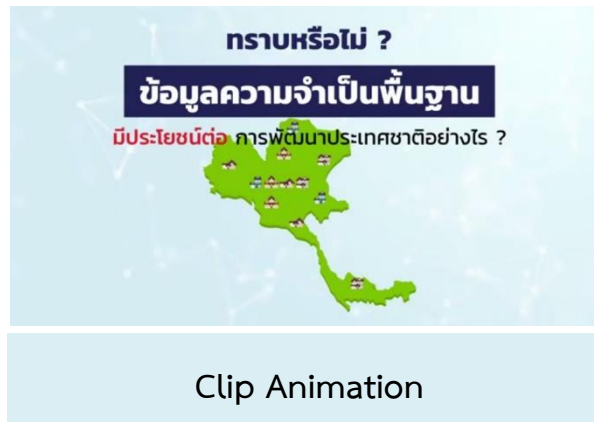 ทราบหรือไม่ ?
ข้อมูลความจำเป็นพื้นฐาน
มีประโยชน์ต่อ การพัฒนาประเทศชาติอย่างไร ?
Clip Animation